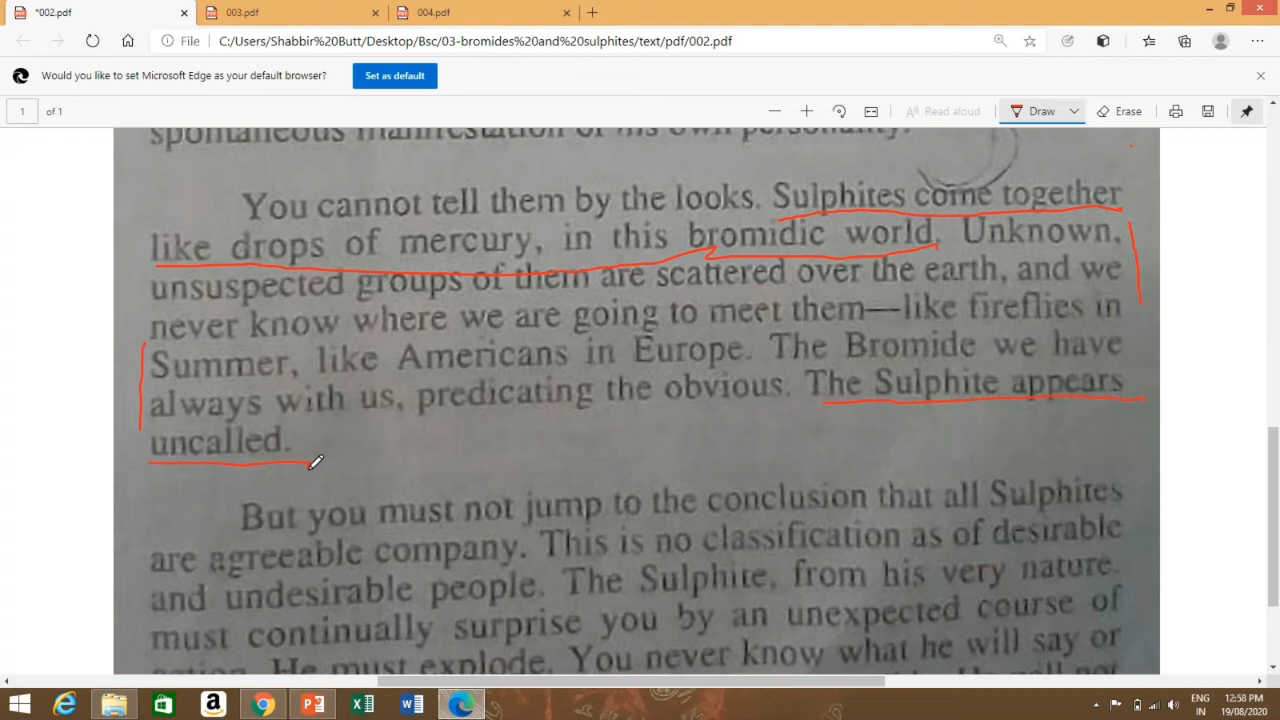 *002.pdf
003.pdf
004.pdf
File
C:/Users/Shabbir%20Butt/Desktop/Bsc/03-bromides%20and%20sulphites/text/pdf/002.pdf
Would you like to set Microsoft Edge as your default browser?
Set as default
1 of 1
Read aloud
Draw
Erase
spontaneous manifestation of his own personality.
You cannot tell them by the looks. Sulphites come together
like drops of mercury, in this bromidic world. Unknown,
unsuspected groups of them are scattered over the earth, and we
never know where we are going to meet them—like fireflies in
Summer, like Americans in Europe. The Bromide we have
always with us, predicating the obvious. The Sulphite appears
uncalled.
But you must not jump to the conclusion that all Sulphites
are agreeable company. This is no classification as of desirable
and undesirable people. The Sulphite, from his very nature,
must continually surprise you by an unexpected course of
action. He must explode. You never know what he will say or
ENG
IN
12:58 PM
19/08/2020